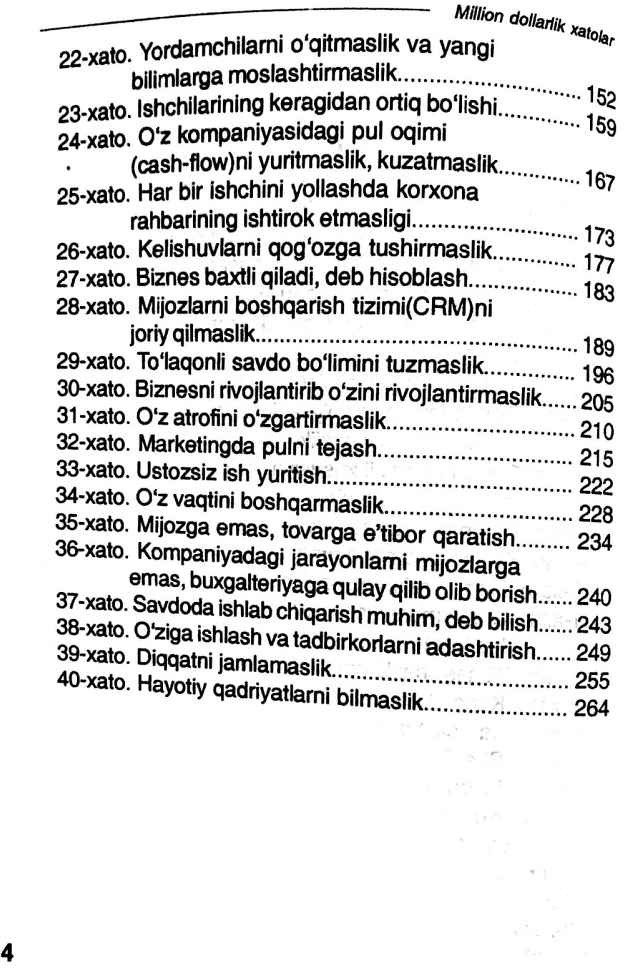 Million dollarlik xatolar
22-xato. Yordamchilarni o‘qitmaslik va yangi
bilimlarga moslashtirmaslik............................ 152
23-xato. Ishchilarining keragidan ortiq bo‘lishi............. 159
24-xato. O‘z kompaniyasidagi pul oqimi
(cash-flow)ni yuritmaslik, kuzatmaslik............. 167
25-xato. Har bir ishchini yollashda korxona
rahbarining ishtirok etmasligi......................... 173
26-xato. Kelishuvlarni qog‘ozga tushirmaslik............. 177
27-xato. Biznes baxtli qiladi, deb hisoblash................. 183
28-xato. Mijozlarni boshqarish tizimi(CRM)ni
joriy qilmaslik.................................................. 189
29-xato. To‘laqonli savdo bo‘limini tuzmaslik.............. 196
30-xato. Biznesni rivojlantirib o‘zini rivojlantirmaslik...... 205
31-xato. O‘z atrofini o‘zgartirmaslik............................. 210
32-xato. Marketingda pulni tejash.............................. 215
33-xato. Ustozsiz ish yuritish...................................... 222
34-xato. O‘z vaqtini boshqarmaslik............................. 228
35-xato. Mijozga emas, tovarga e’tibor qaratish......... 234
36-xato. Kompaniyadagi jarayonlarni mijozlarga
emas, buxgalteriyaga qulay qilib olib borish...... 240
37-xato. Savdoda ishlab chiqarish muhim, deb bilish...... 243
38-xato. O‘ziga ishlash va tadbirkorlarni adashtirish...... 249
39-xato. Diqqatni jamlamaslik..................................... 255
40-xato. Hayotiy qadriyatlarni bilmaslik...................... 264
4